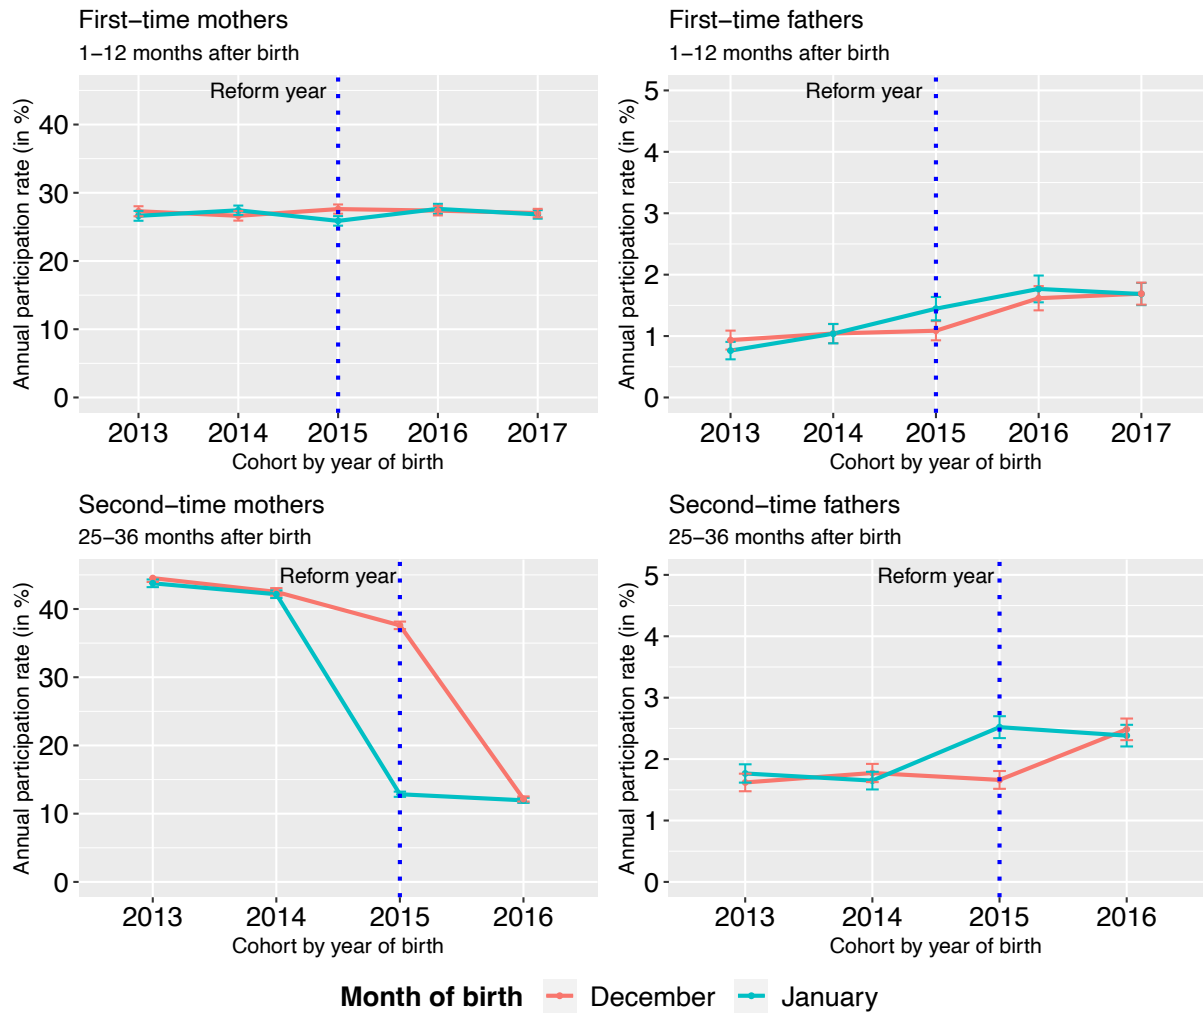 First−time mothers
1−12 months after birth
Annual participation rate (in %)
Reform year
40
30
20
10
0
2013 2014 2015 2016 2017
Cohort by year of birth
First−time fathers
1−12 months after birth
Annual participation rate (in %)
Reform year
5
4
3
2
1
0
2013 2014 2015 2016 2017
Cohort by year of birth
Second−time mothers
25−36 months after birth
Annual participation rate (in %)
Reform year
40
30
20
10
0
2013 2014 2015 2016
Cohort by year of birth
Second−time fathers
25−36 months after birth
Annual participation rate (in %)
Reform year
5
4
3
2
1
0
2013 2014 2015 2016
Cohort by year of birth
Month of birth December January